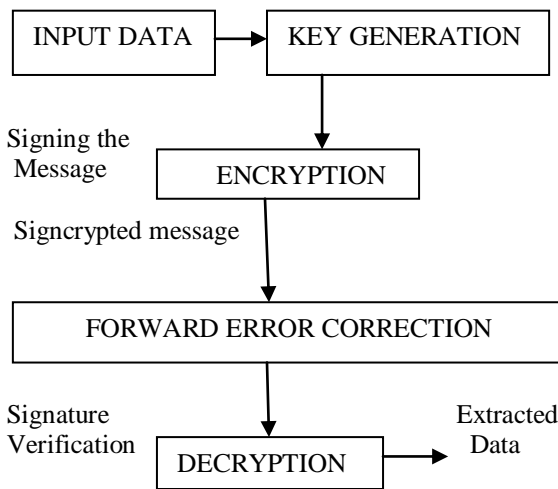 INPUT DATA
KEY GENERATION
Signing the
Message
ENCRYPTION
Signcrypted message
FORWARD ERROR CORRECTION
Signature
Verification
DECRYPTION
Extracted
Data